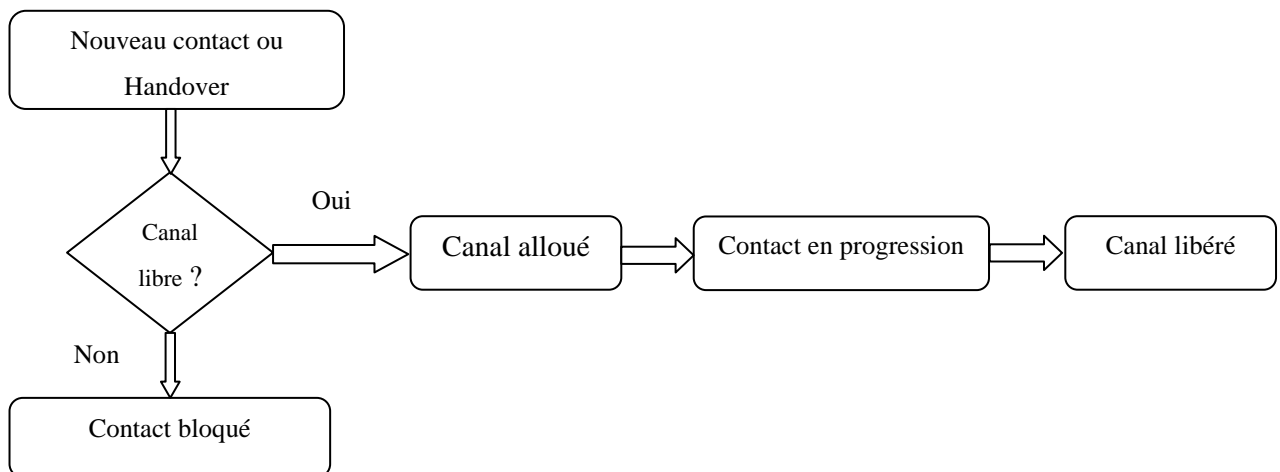 Nouveau contact ou
Handover
Oui
Canal
libre ?
Canal alloué
Contact en progression
Canal libéré
Non
Contact bloqué